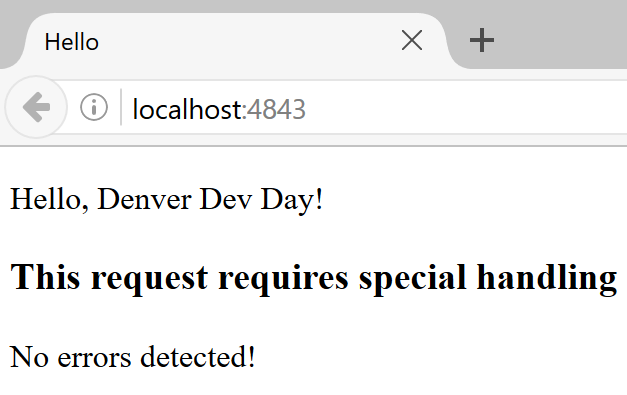 Hello
localhost:4843
Hello, Denver Dev Day!
This request requires special handling
No errors detected!